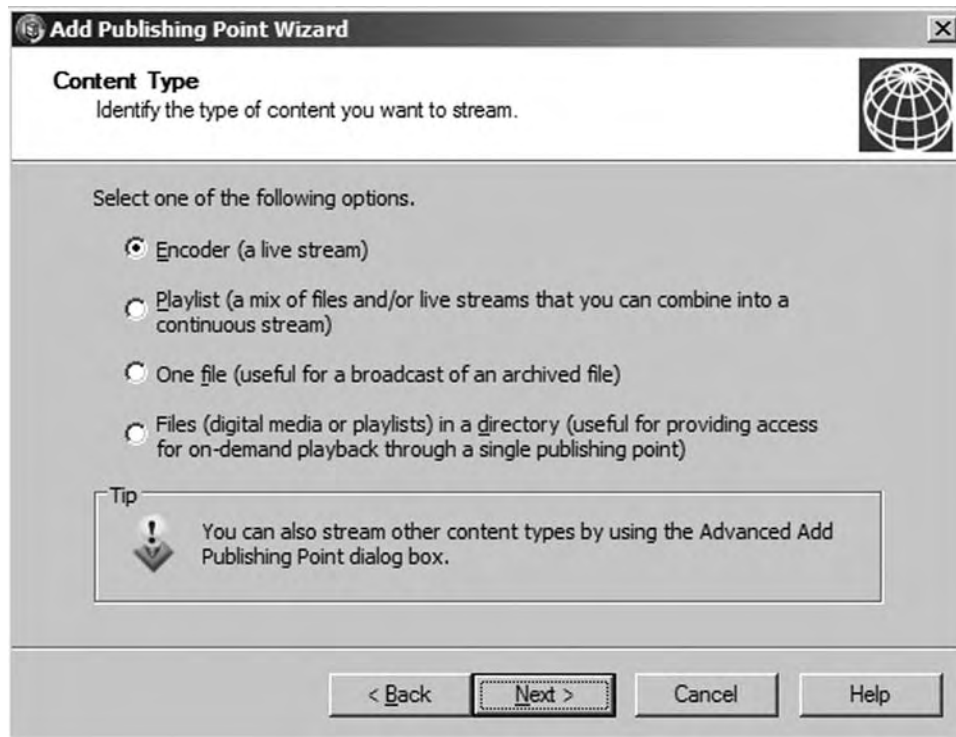 Add Publishing Point Wizard
Content Type
Identify the type of content you want to stream.
Select one of the following options.
Encoder (a live stream)
Playlist (a mix of files and/or live streams that you can combine into a
continuous stream)
One file (useful for a broadcast of an archived file)
Files (digital media or playlists) in a directory (useful for providing access
for on-demand playback through a single publishing point)
Tip
You can also stream other content types by using the Advanced Add
Publishing Point dialog box.
< Back
Next >
Cancel
Help